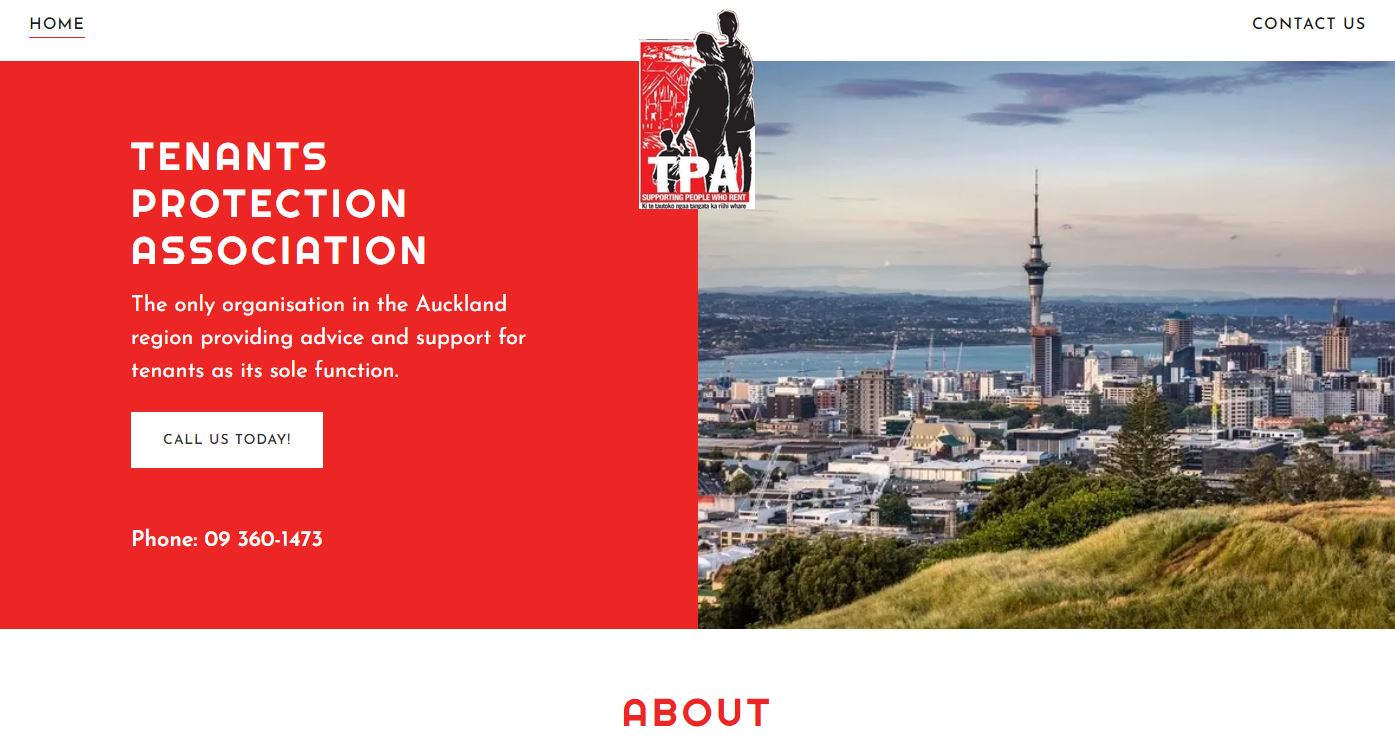 HOME
CONTACT US
TPA
SUPPORTING PEOPLE WHO RENT
Ki te tautoko ngaa tangata ka riihi whare
TENANTS
PROTECTION
ASSOCIATION
The only organisation in the Auckland
region providing advice and support for
tenants as its sole function.
CALL US TODAY!
Phone: 09 360-1473
ABOUT